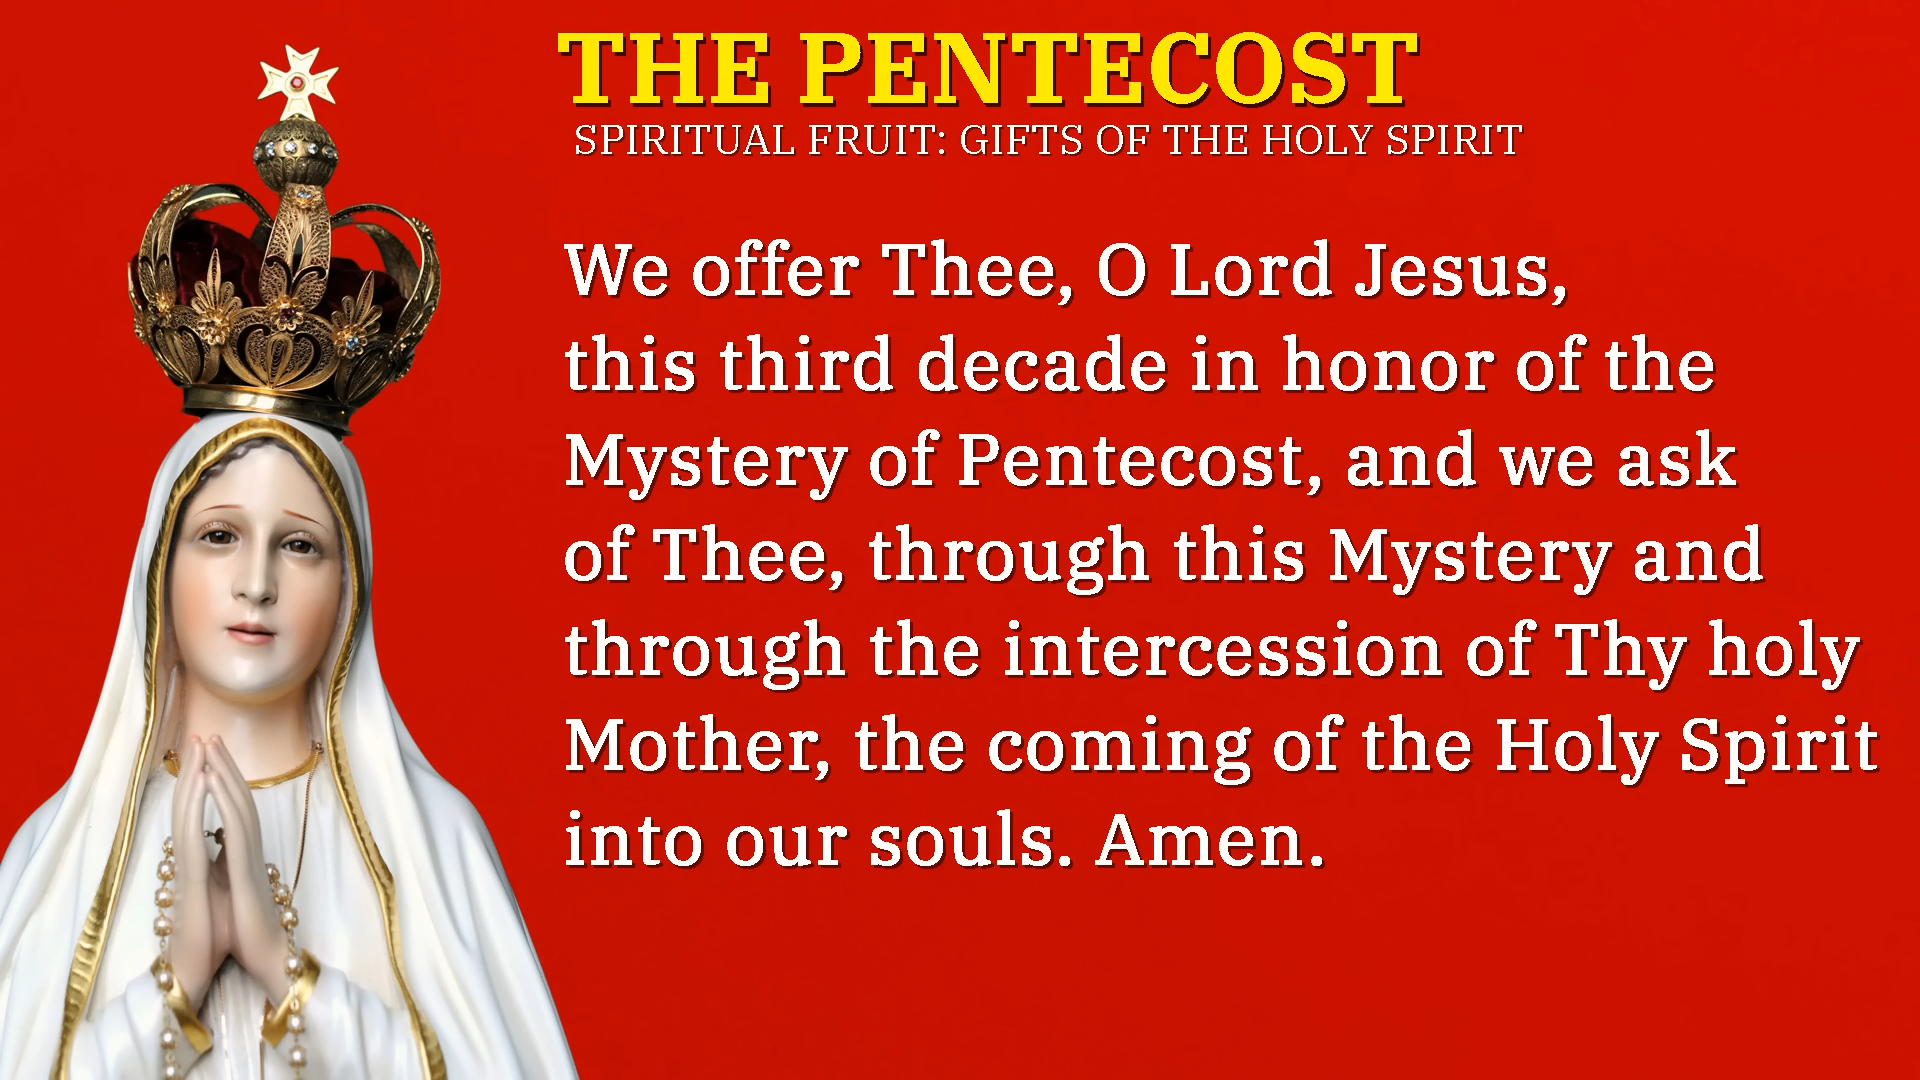 THE PENTECOST
SPIRITUAL FRUIT: GIFTS OF THE HOLY SPIRIT
We offer Thee, O Lord Jesus,
this third decade in honor of the
Mystery of Pentecost, and we ask
of Thee, through this Mystery and
through the intercession of Thy holy
Mother, the coming of the Holy Spirit
into our souls. Amen.